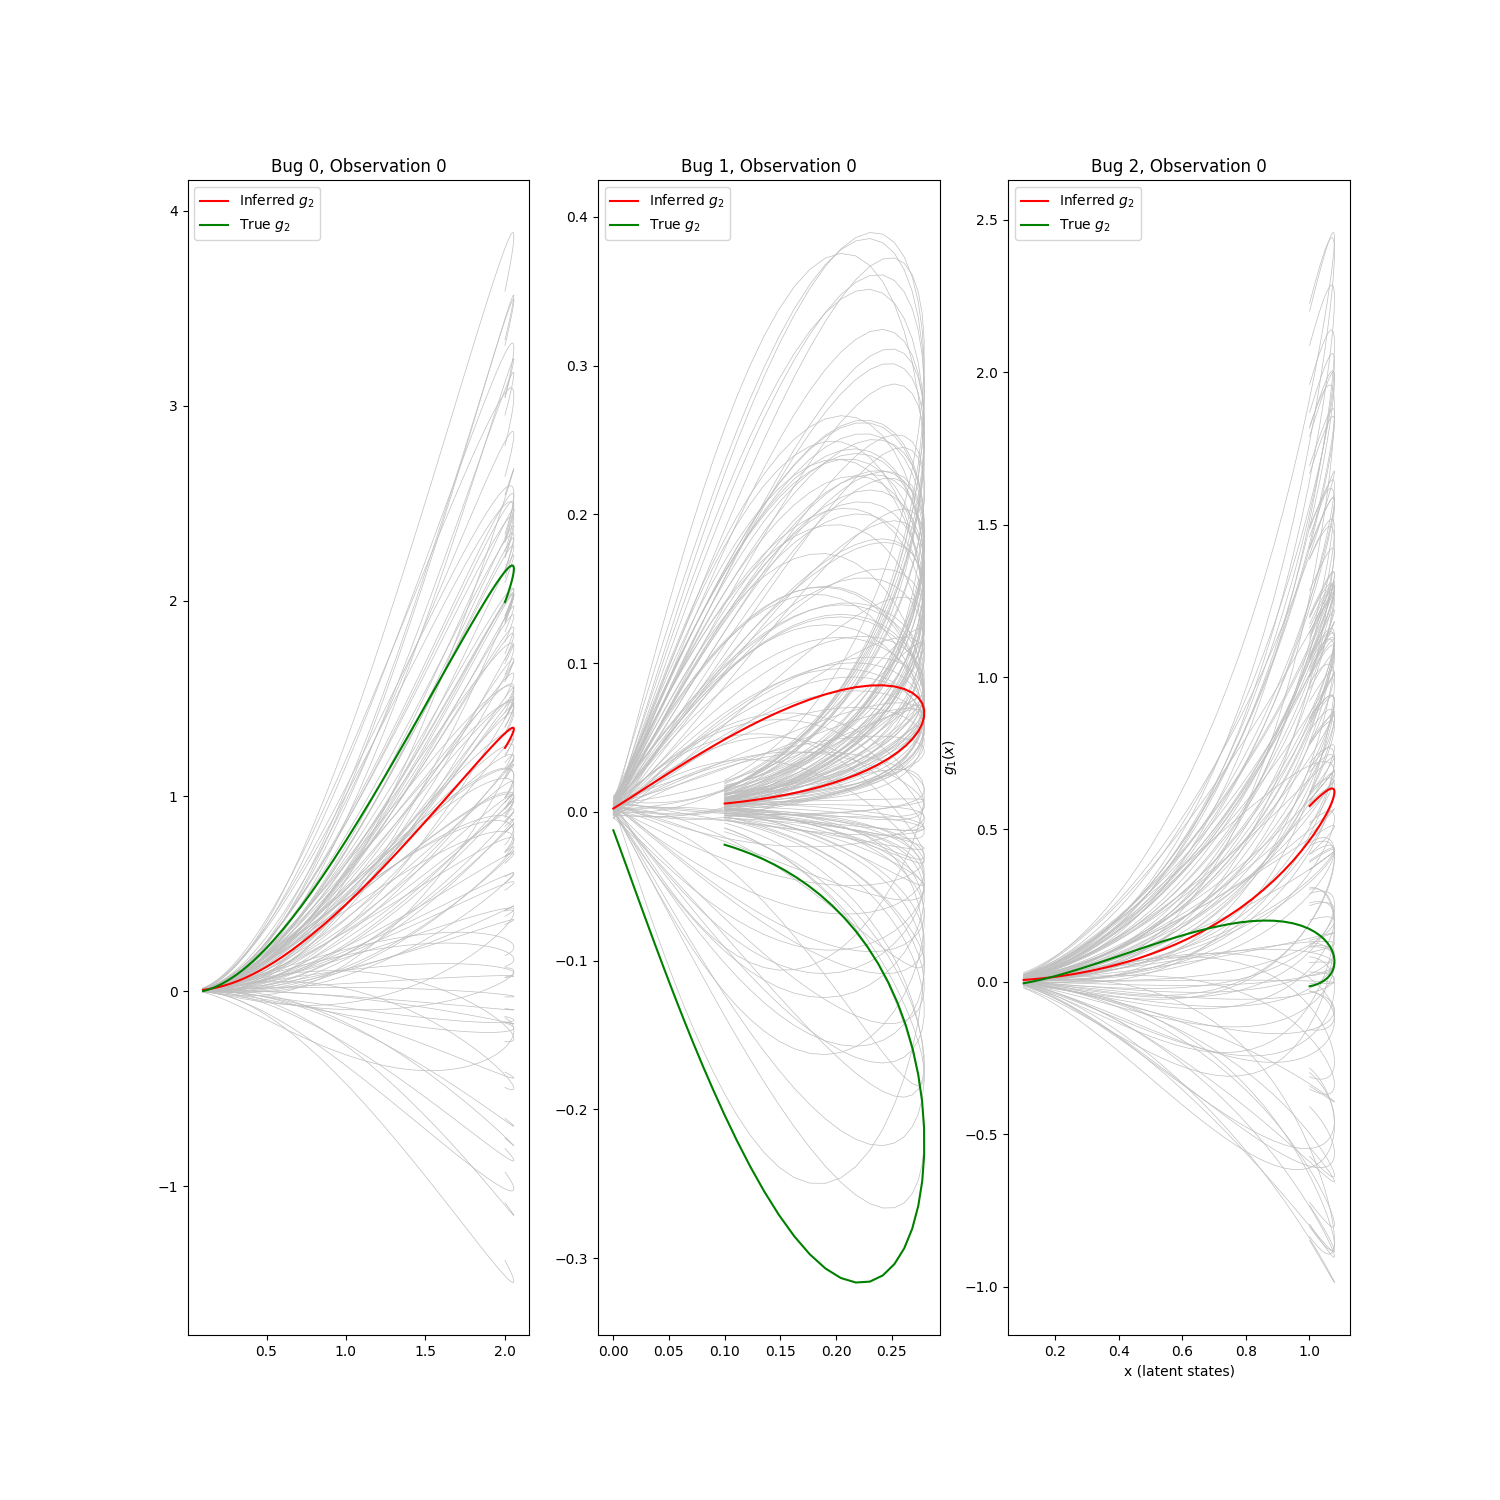 Bug 0, Observation 0
Inferred g₂
True g₂
4
3
2
1
0
−1
0.5 1.0 1.5 2.0
Bug 1, Observation 0
Inferred g₂
True g₂
0.4
0.3
0.2
0.1
0.0
−0.1
−0.2
−0.3
0.00 0.05 0.10 0.15 0.20 0.25
Bug 2, Observation 0
Inferred g₂
True g₂
g₁(x)
2.5
2.0
1.5
1.0
0.5
0.0
−0.5
−1.0
0.2 0.4 0.6 0.8 1.0
x (latent states)